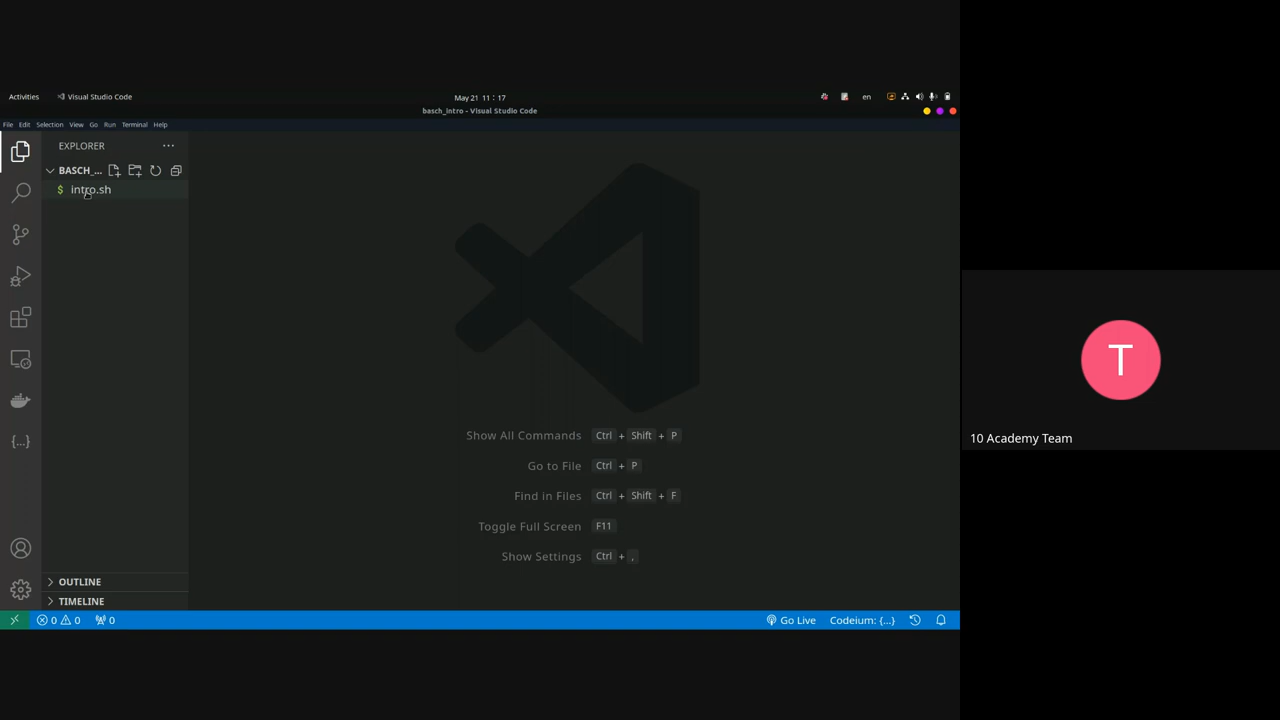 Activities Visual Studio Code May 21 11:17 en
basch_intro - Visual Studio Code
File Edit Selection View Go Run Terminal Help
EXPLORER
BASCH_...
$ intro.sh
Show All Commands Ctrl + Shift + P
Go to File Ctrl + P
Find in Files Ctrl + Shift + F
Toggle Full Screen F11
Show Settings Ctrl + ,
OUTLINE
TIMELINE
0 0 0 Go Live Codeium: {...}
T
10 Academy Team